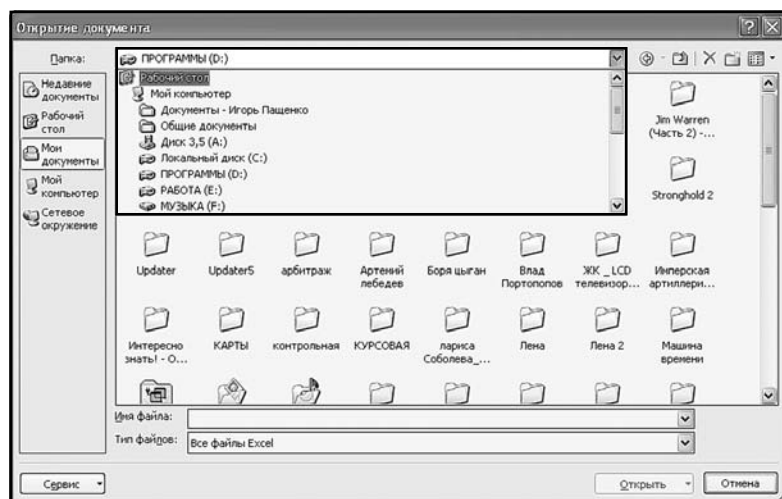 Открытие документа
Папка:
ПРОГРАММЫ (D:)
Рабочий стол
Мой компьютер
Документы - Игорь Пащенко
Общие документы
Диск 3,5 (A:)
Локальный диск (C:)
ПРОГРАММЫ (D:)
РАБОТА (E:)
МУЗЫКА (F:)
Недавние
документы
Рабочий
стол
Мои
документы
Мой
компьютер
Сетевое
окружение
Jim Warren
(Часть 2) -...
Stronghold 2
Updater
Updater5
арбитраж
Артений
лебедев
Боря цыган
Влад
Портопопов
ЖК _ LCD
телевизор...
Имперская
артиллери...
Интересно
знать! - О...
КАРТЫ
контрольная
КУРСОВАЯ
лариса
Соболева_...
Лена
Лена 2
Машина
времени
Имя файла:
Тип файлов:
Все файлы Excel
Сервис
Открыть
Отмена